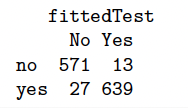 fittedTest
No Yes
no 571 13
yes 27 639